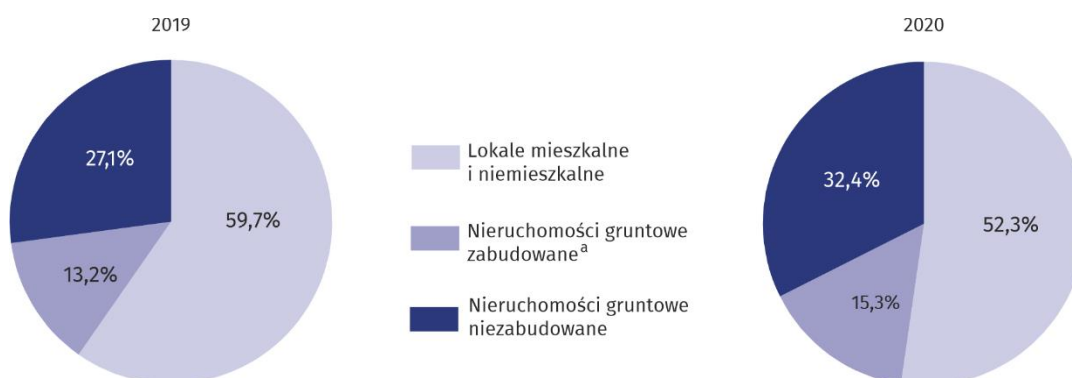 2019
27,1%
59,7%
13,2%
Lokale mieszkalne
i niemieszkalne
Nieruchomości gruntowe
zabudowaneᵃ
Nieruchomości gruntowe
niezabudowane
2020
32,4%
52,3%
15,3%